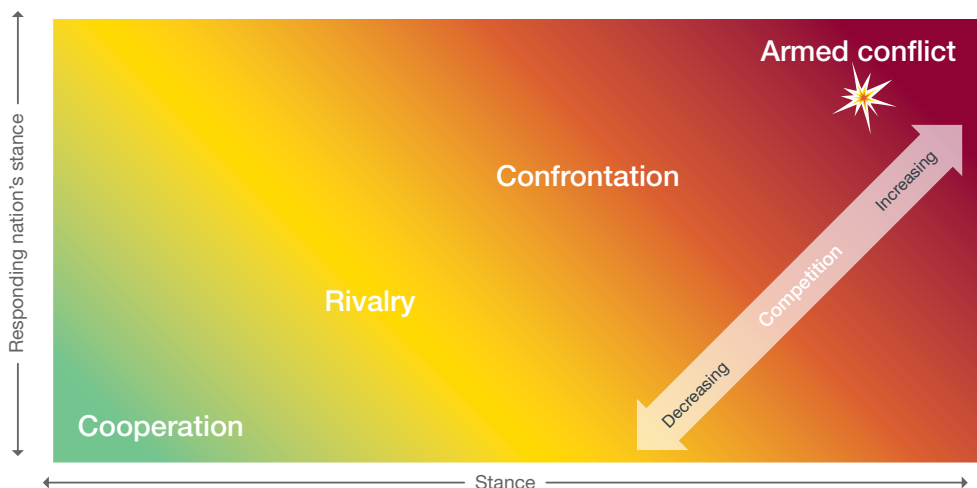 Armed conflict
Responding nation’s stance
Confrontation
Increasing
Competition
Decreasing
Rivalry
Cooperation
Stance